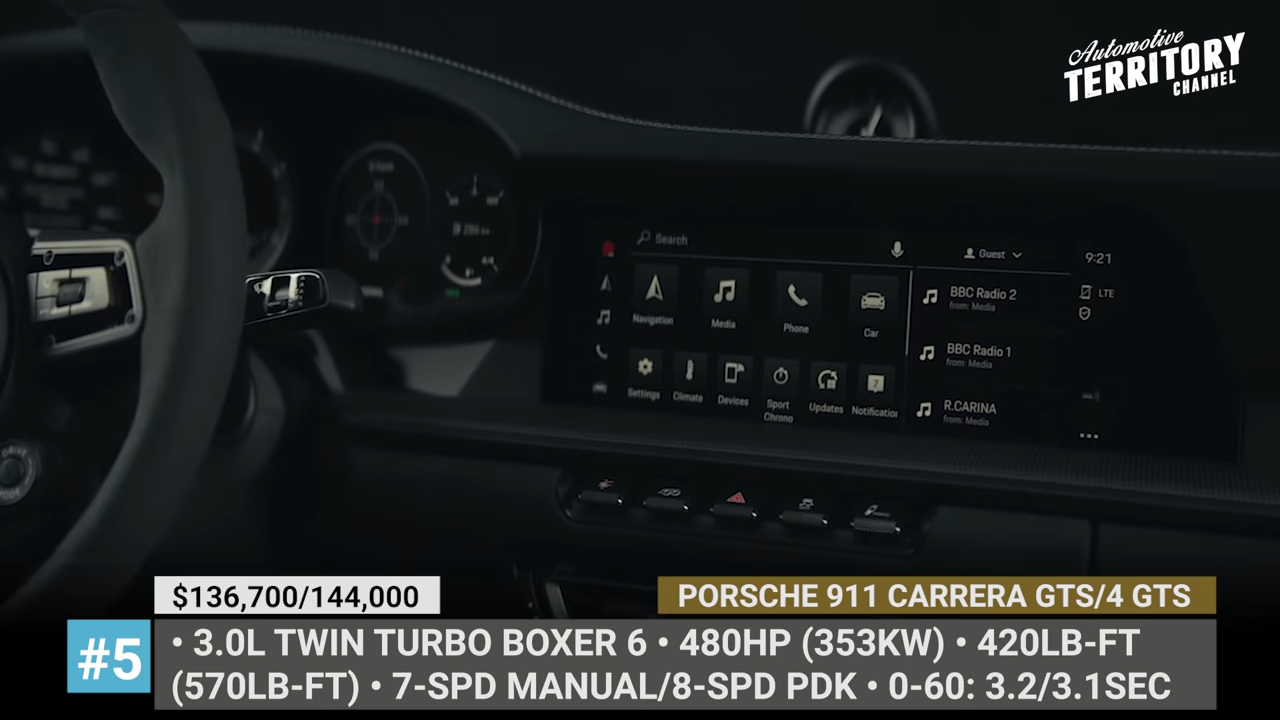 Automotive
TERRITORY
CHANNEL
Search
Guest
9:21
LTE
Navigation
Media
Phone
Car
BBC Radio 2
from: Media
BBC Radio 1
from: Media
R.CARINA
from: Media
Settings
Climate
Devices
Sport
Chrono
Updates
Notification
7
DRIVE
MODE
$136,700/144,000
PORSCHE 911 CARRERA GTS/4 GTS
#5
• 3.0L TWIN TURBO BOXER 6 • 480HP (353KW) • 420LB-FT
(570LB-FT) • 7-SPD MANUAL/8-SPD PDK • 0-60: 3.2/3.1SEC